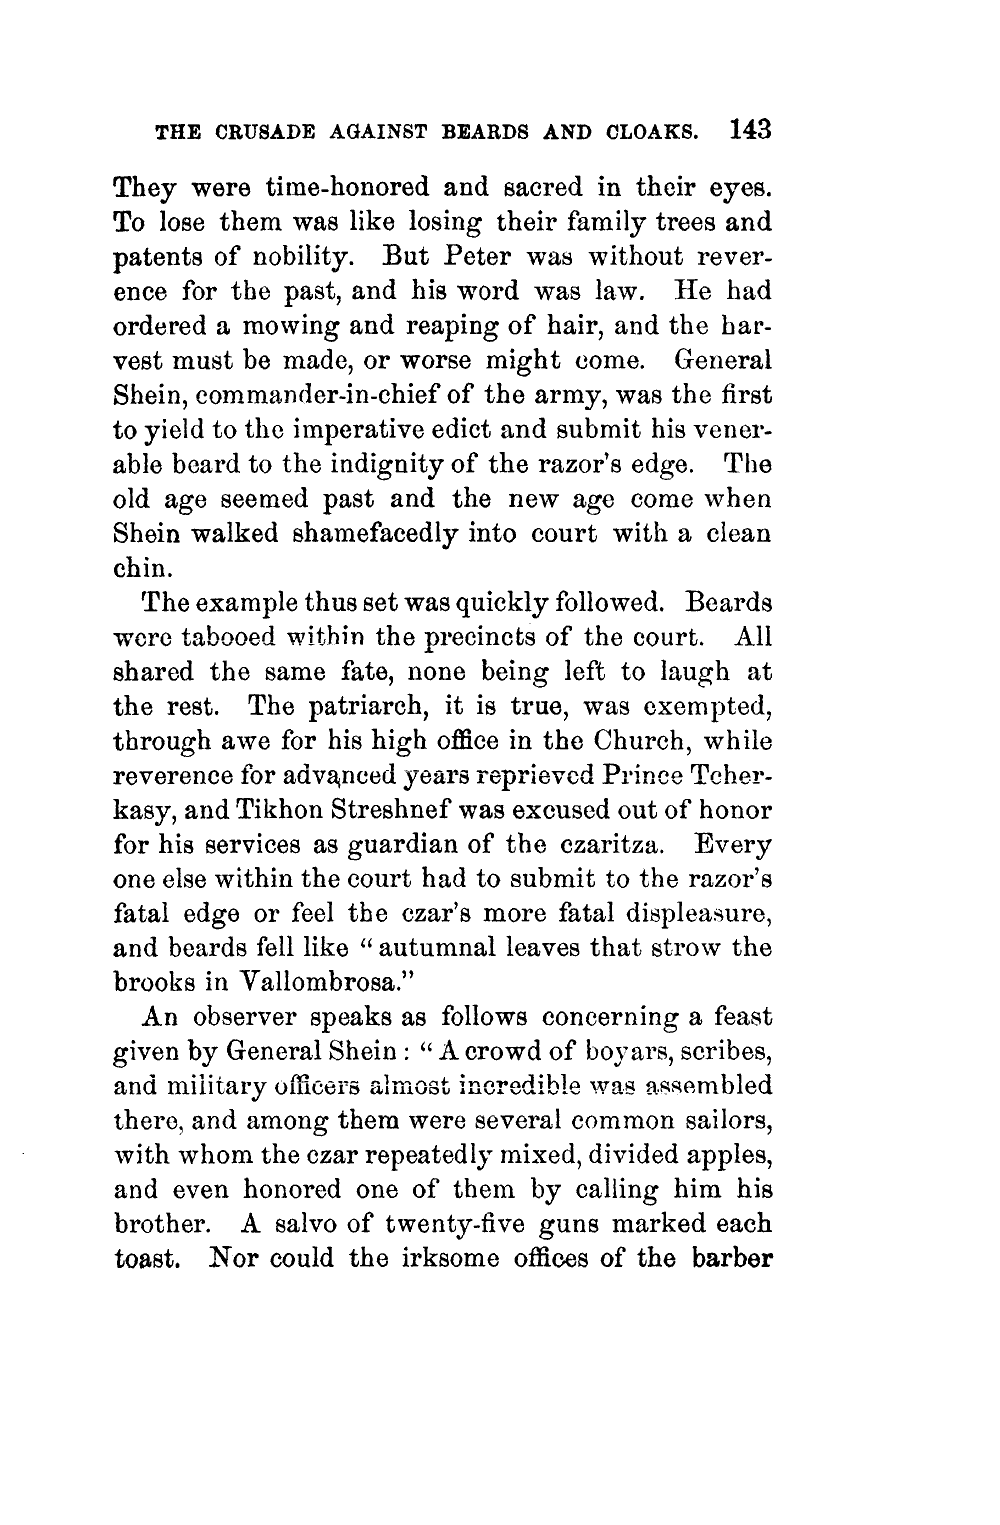 THE CRUSADE AGAINST BEARDS AND CLOAKS. 143
They were time-honored and sacred in their eyes.
To lose them was like losing their family trees and
patents of nobility. But Peter was without rever-
ence for the past, and his word was law. He had
ordered a mowing and reaping of hair, and the har-
vest must be made, or worse might come. General
Shein, commander-in-chief of the army, was the first
to yield to the imperative edict and submit his vener-
able beard to the indignity of the razor's edge. The
old age seemed past and the new age come when
Shein walked shamefacedly into court with a clean
chin.
The example thus set was quickly followed. Beards
were tabooed within the precincts of the court. All
shared the same fate, none being left to laugh at
the rest. The patriarch, it is true, was exempted,
through awe for his high office in the Church, while
reverence for advanced years reprieved Prince Tcher-
kasy, and Tikhon Streshnef was excused out of honor
for his services as guardian of the czaritza. Every
one else within the court had to submit to the razor's
fatal edge or feel the czar's more fatal displeasure,
and beards fell like "autumnal leaves that strow the
brooks in Vallombrosa."
An observer speaks as follows concerning a feast
given by General Shein: "A crowd of boyars, scribes,
and military officers almost incredible was assembled
there, and among them were several common sailors,
with whom the czar repeatedly mixed, divided apples,
and even honored one of them by calling him his
brother. A salvo of twenty-five guns marked each
toast. Nor could the irksome offices of the barber